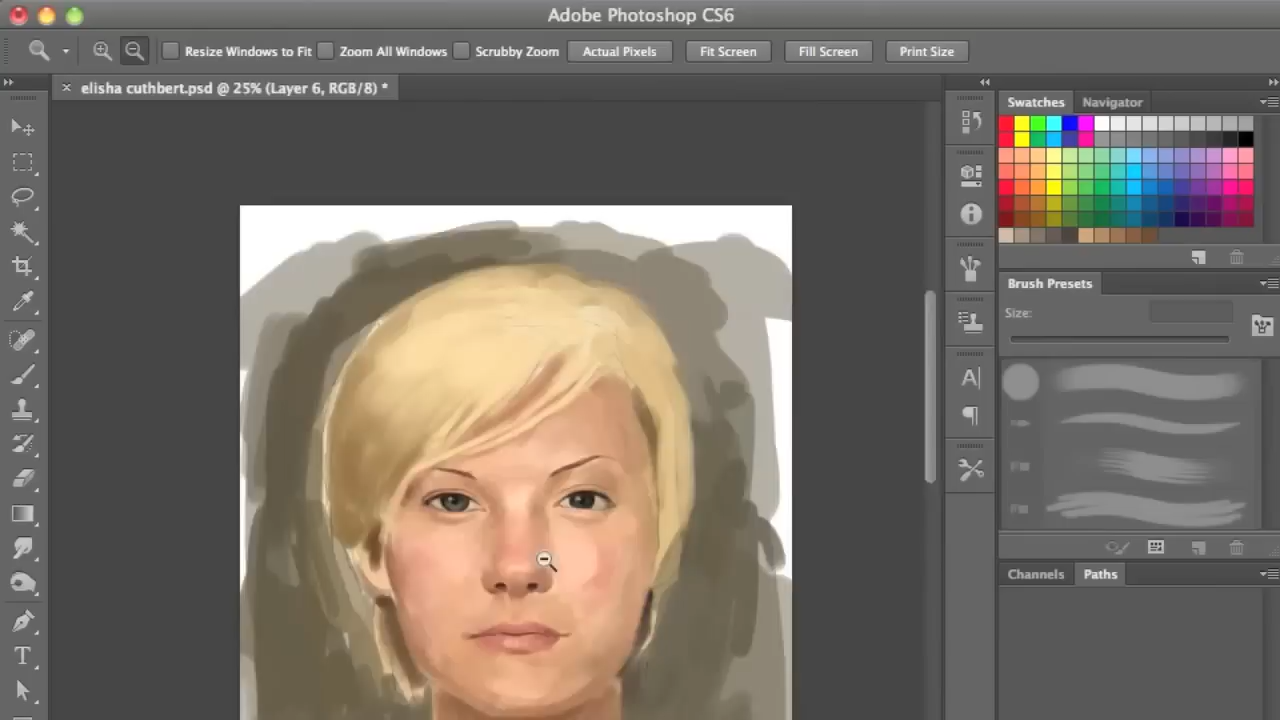 Adobe Photoshop CS6
Resize Windows to Fit Zoom All Windows Scrubby Zoom Actual Pixels Fit Screen Fill Screen Print Size
elisha cuthbert.psd @ 25% (Layer 6, RGB/8) *
Swatches Navigator
Brush Presets
Size:
Channels Paths